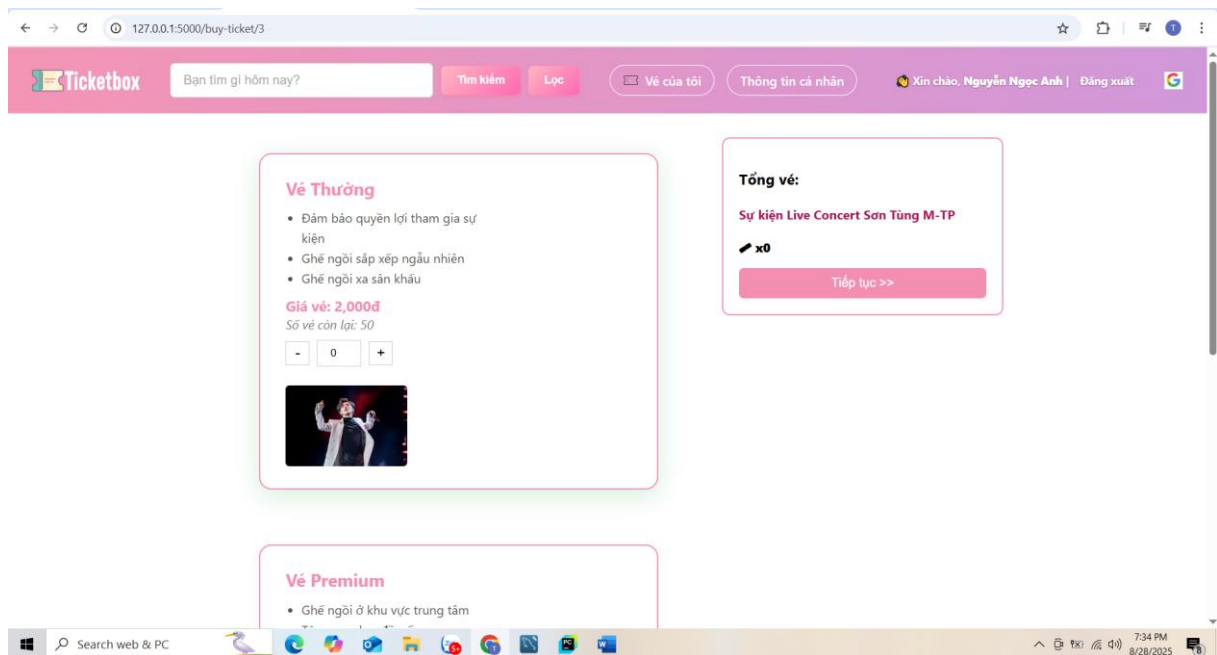 127.0.0.1:5000/buy-ticket/3
T
Ticketbox
Bạn tìm gì hôm nay?
Tìm kiếm
Lọc
Vé của tôi
Thông tin cá nhân
Xin chào, Nguyễn Ngọc Anh |
Đăng xuất
G
Vé Thường
• Đảm bảo quyền lợi tham gia sự
kiện
• Ghế ngồi sắp xếp ngẫu nhiên
• Ghế ngồi xa sân khấu
Giá vé: 2,000đ
Số vé còn lại: 50
- 0 +
Tổng vé:
Sự kiện Live Concert Sơn Tùng M-TP
x0
Tiếp tục >>
Vé Premium
• Ghế ngồi ở khu vực trung tâm
Search web & PC
7:34 PM
8/28/2025